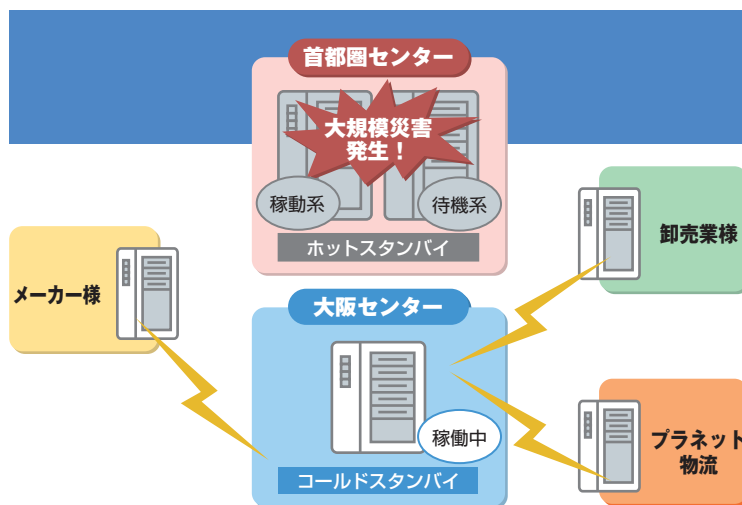 首都圏センター
大規模災害
発生！
稼動系
待機系
ホットスタンバイ
卸売業様
メーカー様
大阪センター
稼働中
コールドスタンバイ
プラネット
物流